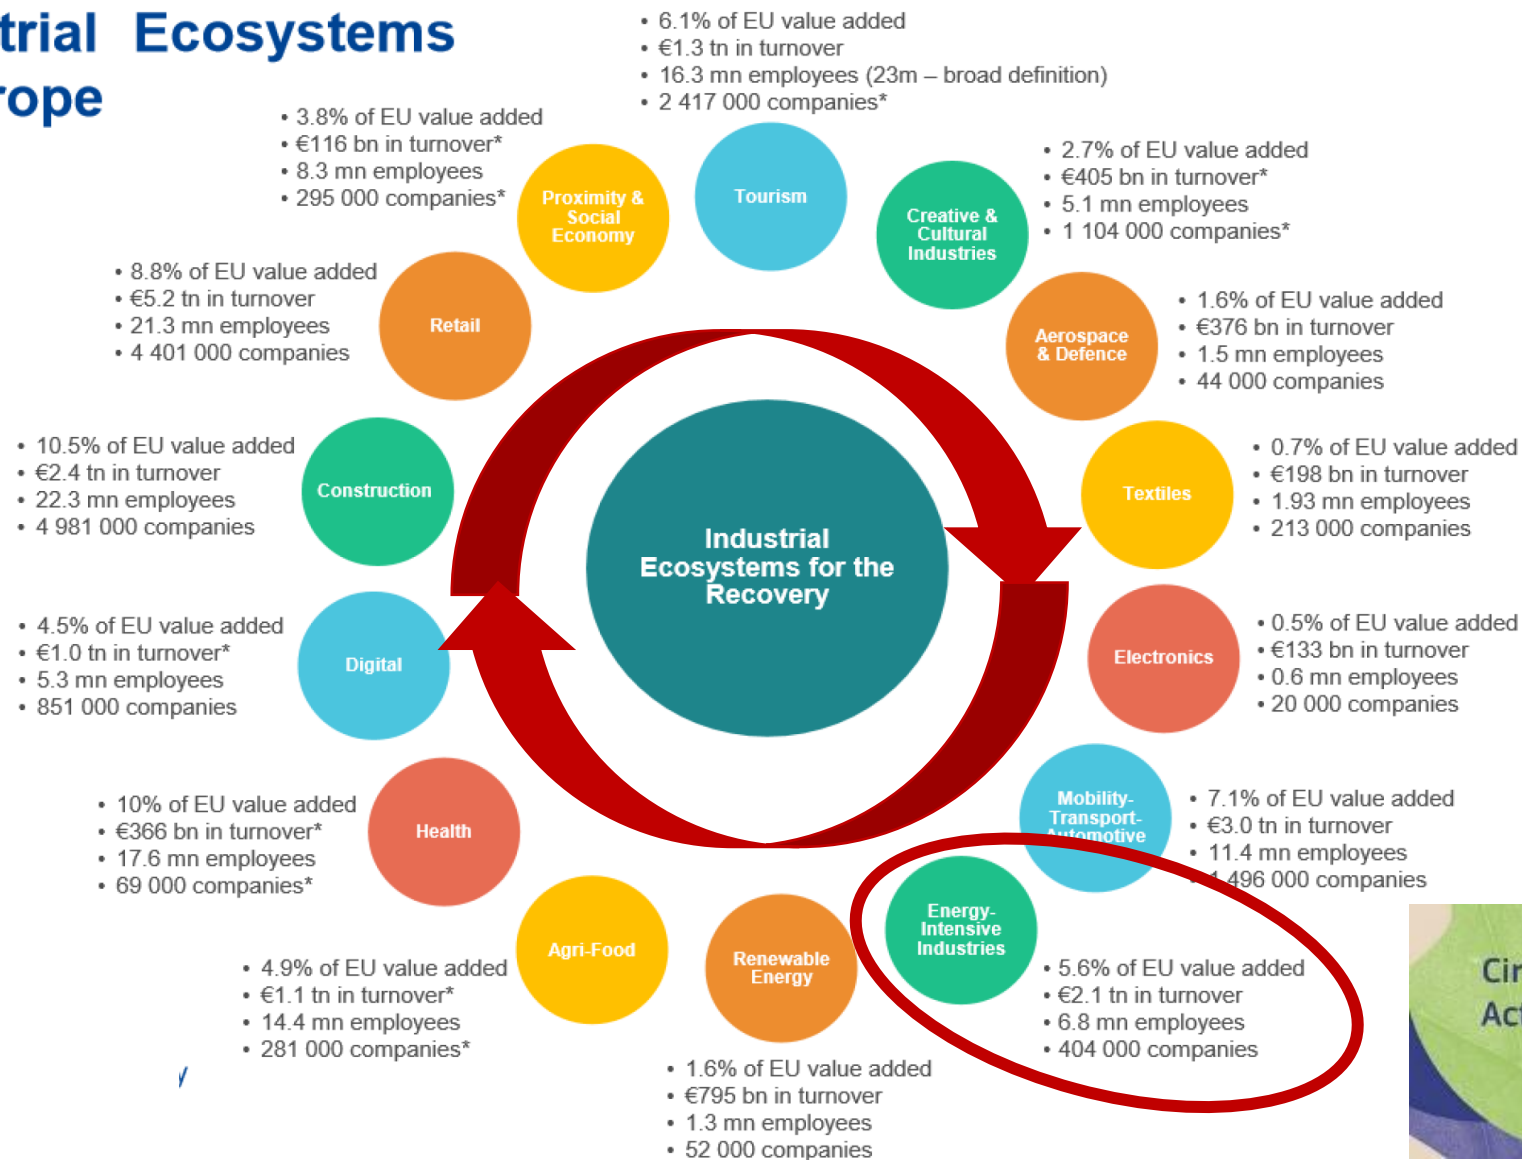 trial Ecosystems
rope
• 6.1% of EU value added
• €1.3 tn in turnover
• 16.3 mn employees (23m – broad definition)
• 2 417 000 companies*
Tourism
• 2.7% of EU value added
• €405 bn in turnover*
• 5.1 mn employees
• 1 104 000 companies*
Creative &
Cultural
Industries
• 1.6% of EU value added
• €376 bn in turnover
• 1.5 mn employees
• 44 000 companies
Aerospace
& Defence
• 0.7% of EU value added
• €198 bn in turnover
• 1.93 mn employees
• 213 000 companies
Textiles
• 0.5% of EU value added
• €133 bn in turnover
• 0.6 mn employees
• 20 000 companies
Electronics
• 7.1% of EU value added
• €3.0 tn in turnover
• 11.4 mn employees
496 000 companies
Mobility-
Transport-
Automotive
• 5.6% of EU value added
• €2.1 tn in turnover
• 6.8 mn employees
• 404 000 companies
Energy-
Intensive
Industries
• 1.6% of EU value added
• €795 bn in turnover
• 1.3 mn employees
• 52 000 companies
Renewable
Energy
• 4.9% of EU value added
• €1.1 tn in turnover*
• 14.4 mn employees
• 281 000 companies*
Agri-Food
• 10% of EU value added
• €366 bn in turnover*
• 17.6 mn employees
• 69 000 companies*
Health
• 4.5% of EU value added
• €1.0 tn in turnover*
• 5.3 mn employees
• 851 000 companies
Digital
• 10.5% of EU value added
• €2.4 tn in turnover
• 22.3 mn employees
• 4 981 000 companies
Construction
• 8.8% of EU value added
• €5.2 tn in turnover
• 21.3 mn employees
• 4 401 000 companies
Retail
• 3.8% of EU value added
• €116 bn in turnover*
• 8.3 mn employees
• 295 000 companies*
Proximity &
Social
Economy
Industrial
Ecosystems for the
Recovery
Cir
Act